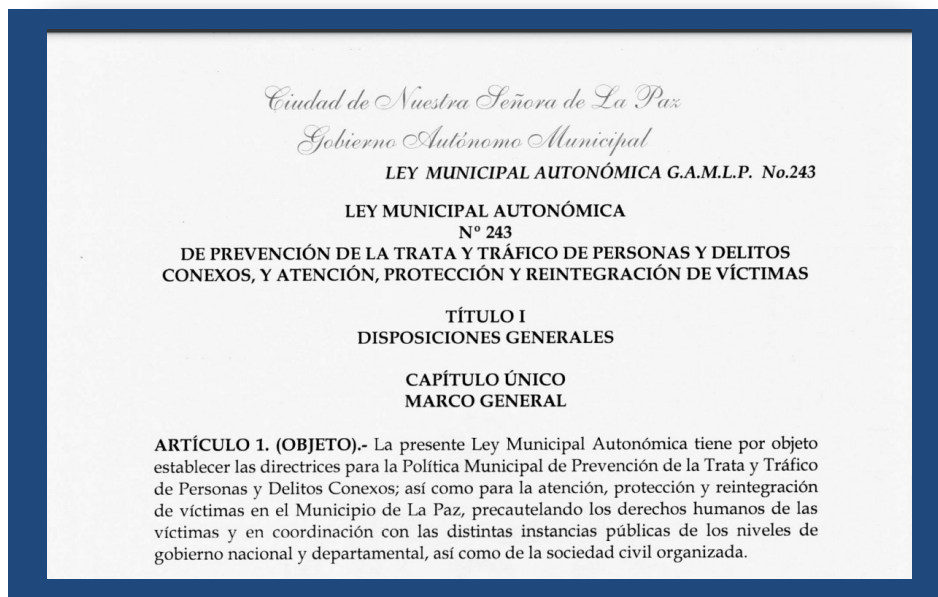 Ciudad de Nuestra Señora de La Paz
Gobierno Autónomo Municipal
LEY MUNICIPAL AUTONÓMICA G.A.M.L.P. No.243
LEY MUNICIPAL AUTONÓMICA
Nº 243
DE PREVENCIÓN DE LA TRATA Y TRÁFICO DE PERSONAS Y DELITOS
CONEXOS, Y ATENCIÓN, PROTECCIÓN Y REINTEGRACIÓN DE VÍCTIMAS
TÍTULO I
DISPOSICIONES GENERALES
CAPÍTULO ÚNICO
MARCO GENERAL
ARTÍCULO 1. (OBJETO).- La presente Ley Municipal Autonómica tiene por objeto
establecer las directrices para la Política Municipal de Prevención de la Trata y Tráfico
de Personas y Delitos Conexos; así como para la atención, protección y reintegración
de víctimas en el Municipio de La Paz, precautelando los derechos humanos de las
víctimas y en coordinación con las distintas instancias públicas de los niveles de
gobierno nacional y departamental, así como de la sociedad civil organizada.